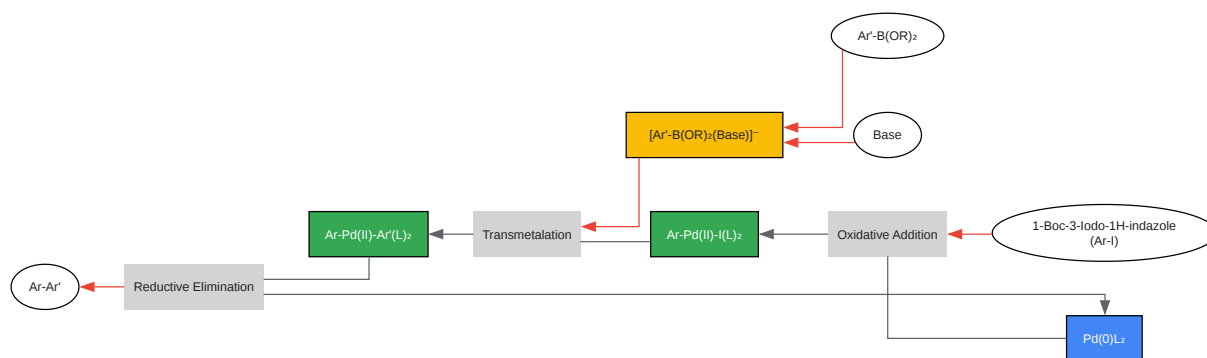 Ar'-B(OR)₂
[Ar'-B(OR)₂(Base)]⁻
Base
Ar-Pd(II)-Ar'(L)₂
Transmetalation
Ar-Pd(II)-I(L)₂
Oxidative Addition
1-Boc-3-Iodo-1H-indazole
(Ar-I)
Ar-Ar'
Reductive Elimination
Pd(0)L₂